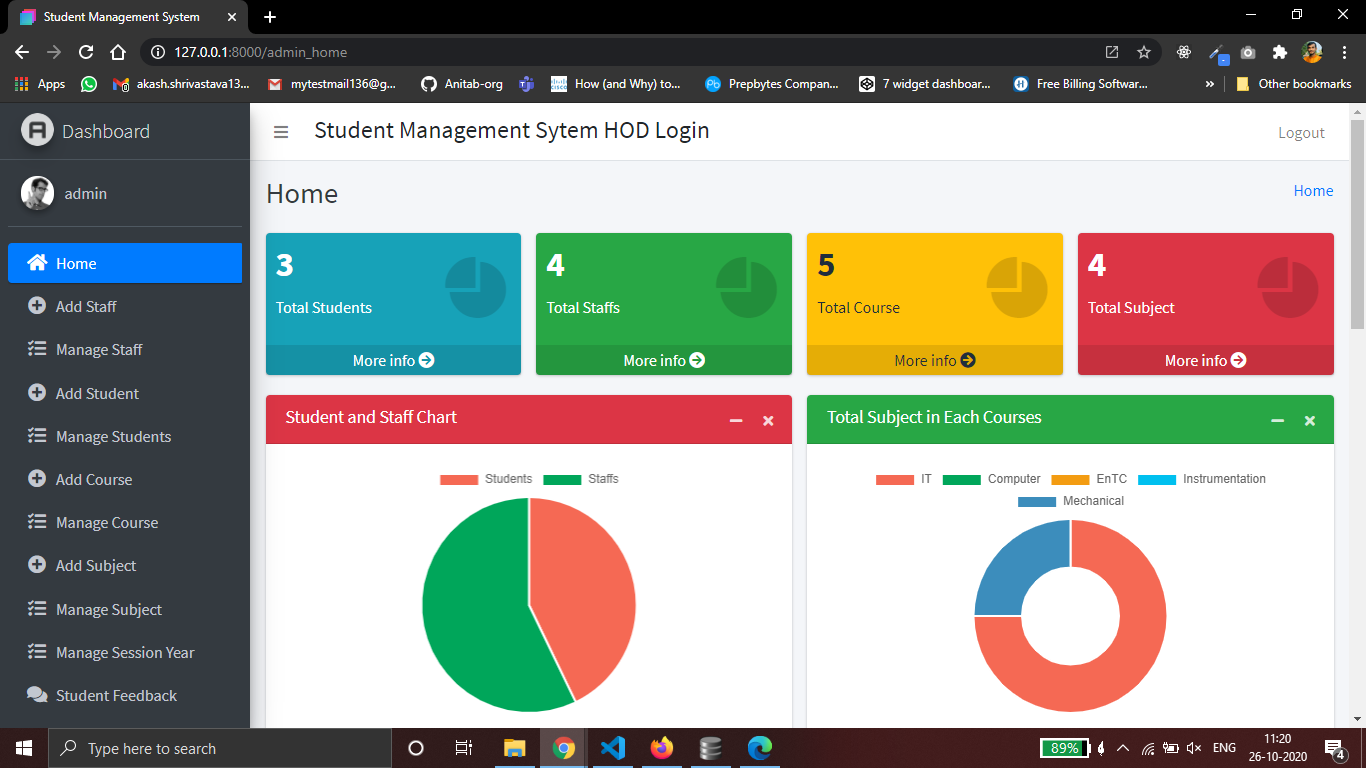 Student Management System
127.0.0.1:8000/admin_home
Apps
akash.shrivastava13...
mytestmail136@g...
Anitab-org
How (and Why) to...
Prepbytes Compan...
7 widget dashboar...
Free Billing Softwar...
»
Other bookmarks
Dashboard
Student Management Sytem HOD Login
Logout
admin
Home
Home
Home
Add Staff
Manage Staff
Add Student
Manage Students
Add Course
Manage Course
Add Subject
Manage Subject
Manage Session Year
Student Feedback
3
Total Students
More info
4
Total Staffs
More info
5
Total Course
More info
4
Total Subject
More info
Student and Staff Chart
Students Staffs
Total Subject in Each Courses
IT Computer EnTC Instrumentation
Mechanical
Type here to search
89%
ENG
11:20
26-10-2020
4